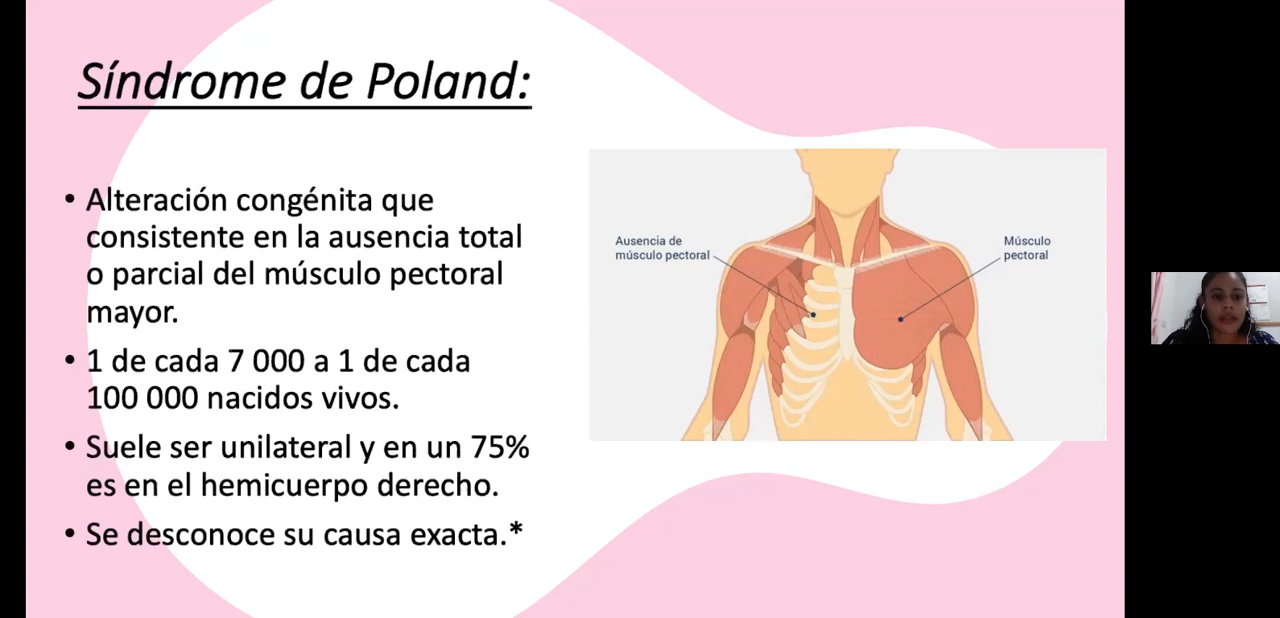 Síndrome de Poland:
• Alteración congénita que
consistente en la ausencia total
o parcial del músculo pectoral
mayor.
• 1 de cada 7 000 a 1 de cada
100 000 nacidos vivos.
• Suele ser unilateral y en un 75%
es en el hemicuerpo derecho.
• Se desconoce su causa exacta.*
Ausencia de
músculo pectoral
Músculo
pectoral